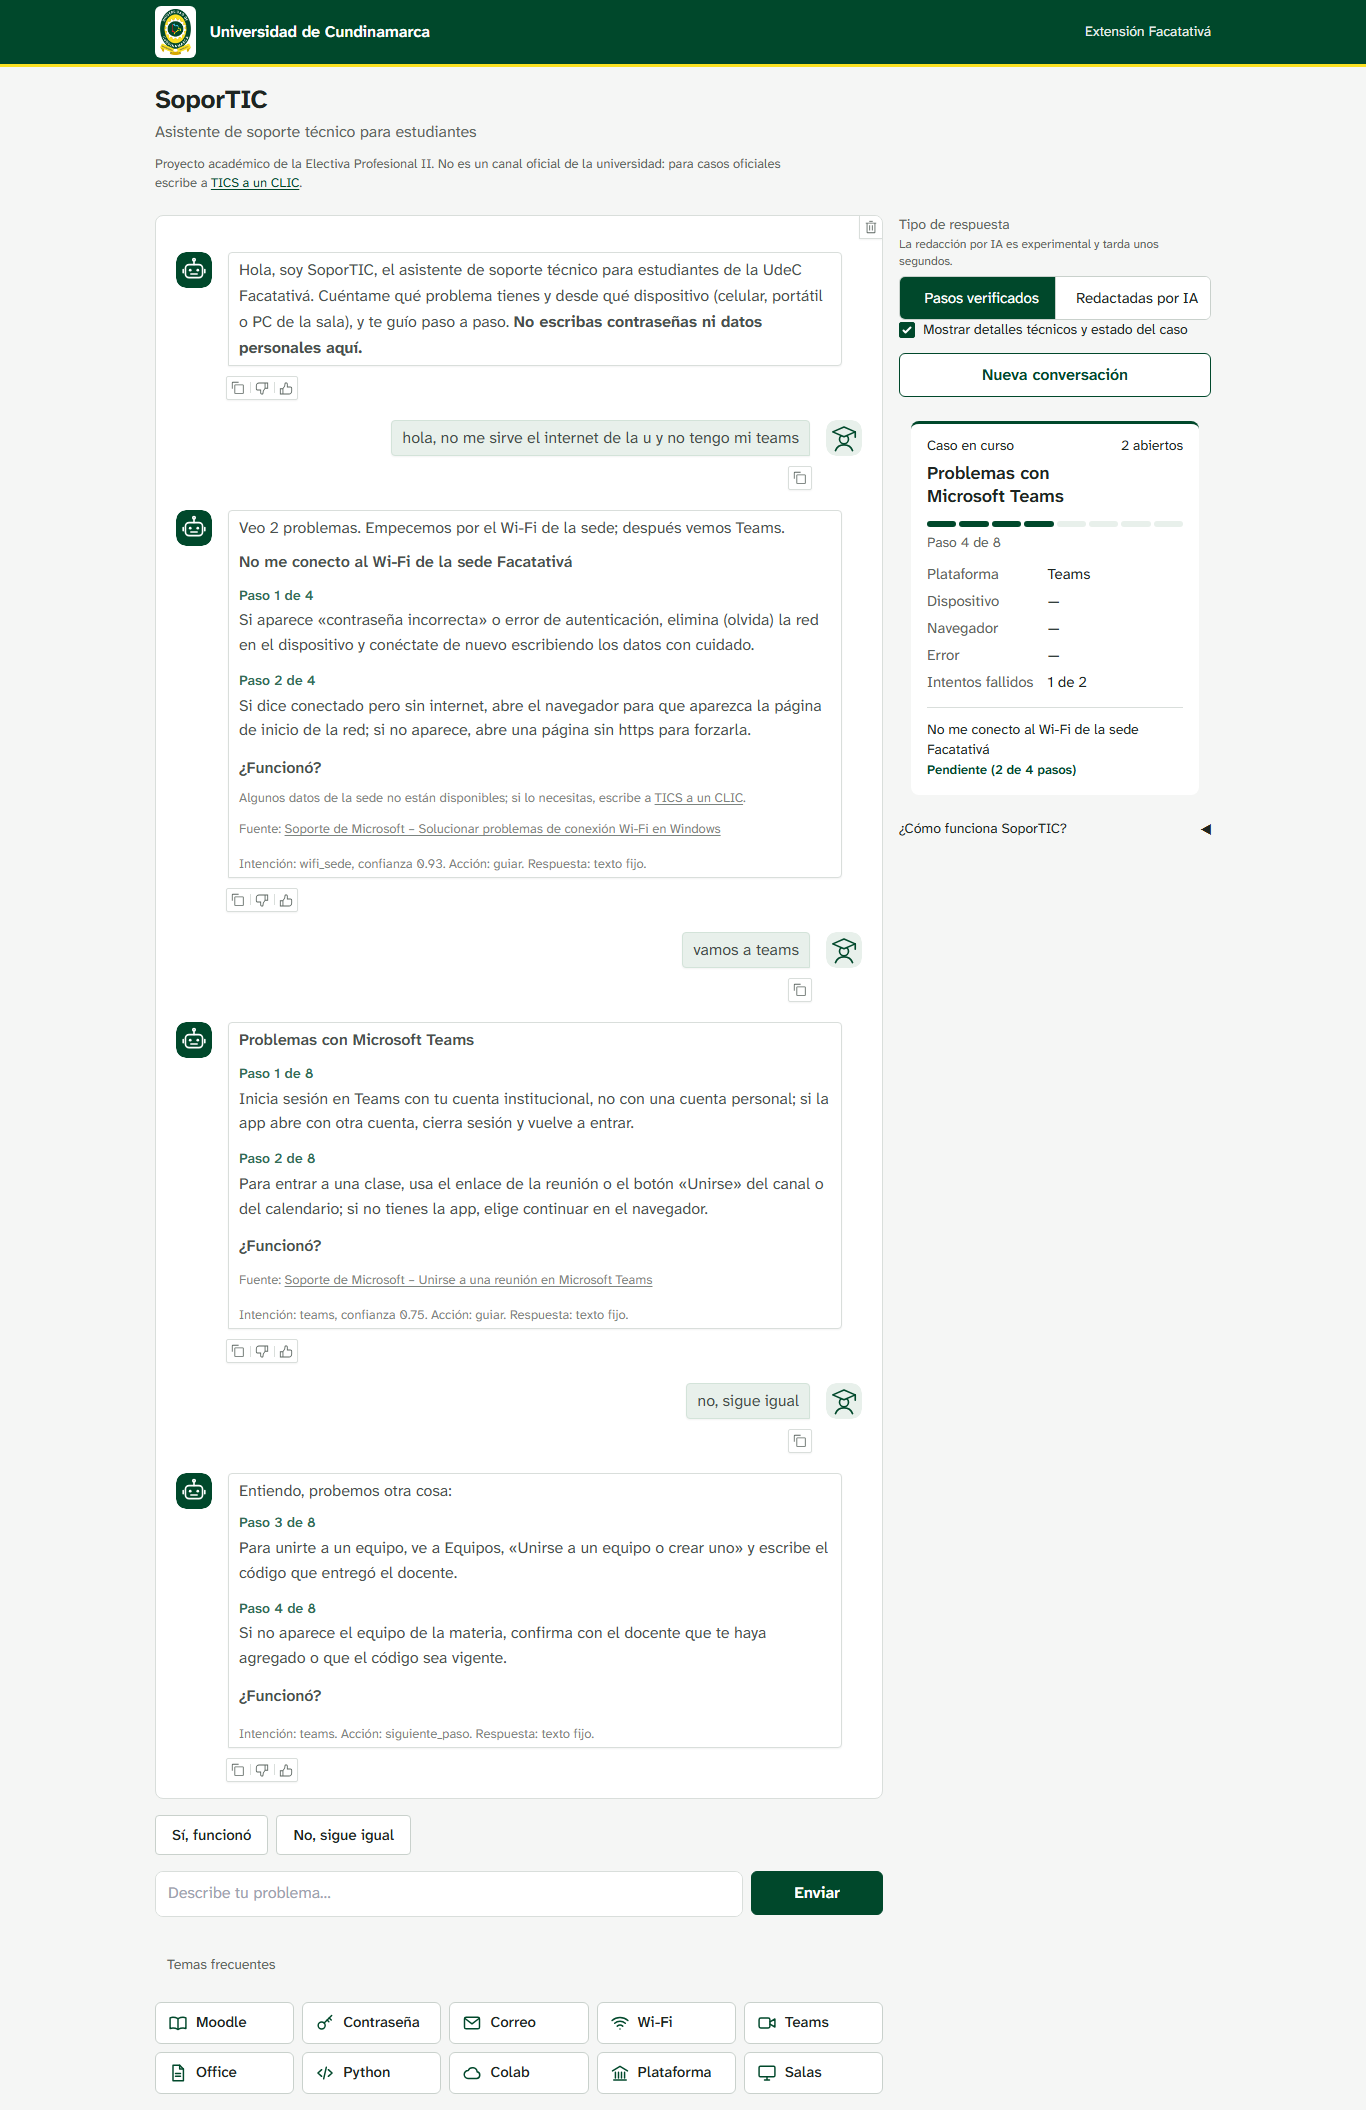 Universidad de Cundinamarca
Extensión Facatativá
SoporTIC
Asistente de soporte técnico para estudiantes
Proyecto académico de la Electiva Profesional II. No es un canal oficial de la universidad: para casos oficiales
escribe a TICS a un CLIC.
Hola, soy SoporTIC, el asistente de soporte técnico para estudiantes de la UdeC
Facatativá. Cuéntame qué problema tienes y desde qué dispositivo (celular, portátil
o PC de la sala), y te guío paso a paso. No escribas contraseñas ni datos
personales aquí.
hola, no me sirve el internet de la u y no tengo mi teams
Veo 2 problemas. Empecemos por el Wi-Fi de la sede; después vemos Teams.
No me conecto al Wi-Fi de la sede Facatativá
Paso 1 de 4
Si aparece «contraseña incorrecta» o error de autenticación, elimina (olvida) la red
en el dispositivo y conéctate de nuevo escribiendo los datos con cuidado.
Paso 2 de 4
Si dice conectado pero sin internet, abre el navegador para que aparezca la página
de inicio de la red; si no aparece, abre una página sin https para forzarla.
¿Funcionó?
Algunos datos de la sede no están disponibles; si lo necesitas, escribe a TICS a un CLIC.
Fuente: Soporte de Microsoft – Solucionar problemas de conexión Wi-Fi en Windows
Intención: wifi_sede, confianza 0.93. Acción: guiar. Respuesta: texto fijo.
vamos a teams
Problemas con Microsoft Teams
Paso 1 de 8
Inicia sesión en Teams con tu cuenta institucional, no con una cuenta personal; si la
app abre con otra cuenta, cierra sesión y vuelve a entrar.
Paso 2 de 8
Para entrar a una clase, usa el enlace de la reunión o el botón «Unirse» del canal o
del calendario; si no tienes la app, elige continuar en el navegador.
¿Funcionó?
Fuente: Soporte de Microsoft – Unirse a una reunión en Microsoft Teams
Intención: teams, confianza 0.75. Acción: guiar. Respuesta: texto fijo.
no, sigue igual
Entiendo, probemos otra cosa:
Paso 3 de 8
Para unirte a un equipo, ve a Equipos, «Unirse a un equipo o crear uno» y escribe el
código que entregó el docente.
Paso 4 de 8
Si no aparece el equipo de la materia, confirma con el docente que te haya
agregado o que el código sea vigente.
¿Funcionó?
Intención: teams. Acción: siguiente_paso. Respuesta: texto fijo.
Sí, funcionó
No, sigue igual
Describe tu problema...
Enviar
Temas frecuentes
Moodle
Contraseña
Correo
Wi-Fi
Teams
Office
Python
Colab
Plataforma
Salas
Tipo de respuesta
La redacción por IA es experimental y tarda unos
segundos.
Pasos verificados
Redactadas por IA
Mostrar detalles técnicos y estado del caso
Nueva conversación
Caso en curso
2 abiertos
Problemas con
Microsoft Teams
Paso 4 de 8
Plataforma Teams
Dispositivo —
Navegador —
Error —
Intentos fallidos 1 de 2
No me conecto al Wi-Fi de la sede
Facatativá
Pendiente (2 de 4 pasos)
¿Cómo funciona SoporTIC?